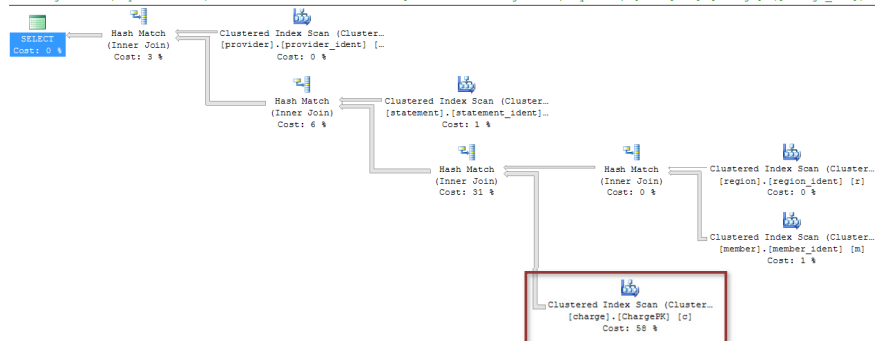 SELECT
Cost: 0 %
Hash Match
(Inner Join)
Cost: 3 %
Clustered Index Scan (Cluster…
[provider].[provider_ident] […
Cost: 0 %
Hash Match
(Inner Join)
Cost: 6 %
Clustered Index Scan (Cluster…
[statement].[statement_ident]…
Cost: 1 %
Hash Match
(Inner Join)
Cost: 31 %
Hash Match
(Inner Join)
Cost: 0 %
Clustered Index Scan (Cluster…
[region].[region_ident] [r]
Cost: 0 %
Clustered Index Scan (Cluster…
[member].[member_ident] [m]
Cost: 1 %
Clustered Index Scan (Cluster…
[charge].[ChargePK] [c]
Cost: 58 %